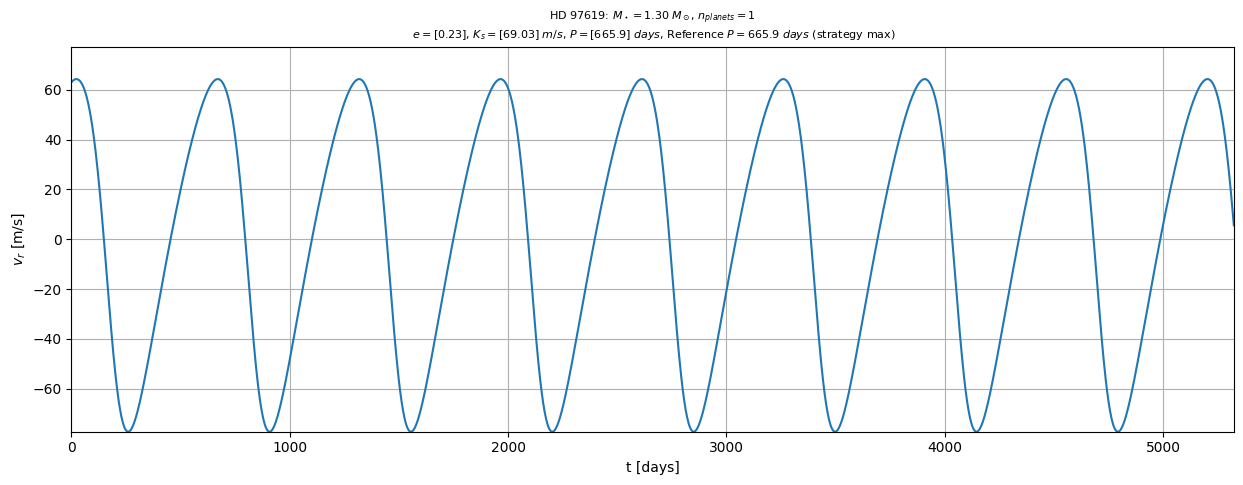 HD 97619: M⋆ = 1.30 M⊙, nplanets = 1
e = [0.23], Ks = [69.03] m/s, P = [665.9] days, Reference P = 665.9 days (strategy max)
60
40
20
0
−20
−40
−60
vr [m/s]
0 1000 2000 3000 4000 5000
t [days]